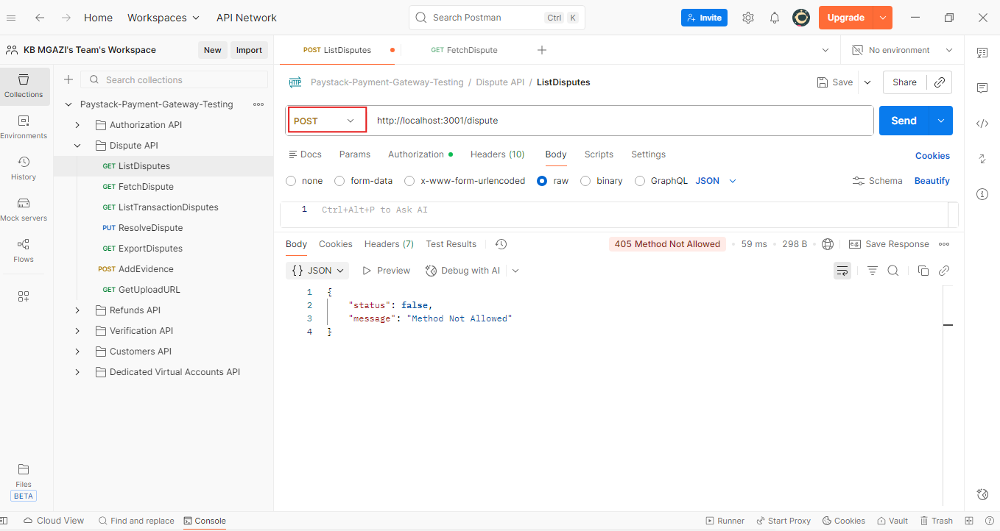 Home Workspaces API Network Search Postman Ctrl K Invite Upgrade
KB MGAZI's Team's Workspace New Import POST ListDisputes GET FetchDispute No environment
Collections
Environments
History
Mock servers
Flows
Files
BETA
Search collections
Paystack-Payment-Gateway-Testing
Authorization API
Dispute API
GET ListDisputes
GET FetchDispute
GET ListTransactionDisputes
PUT ResolveDispute
GET ExportDisputes
POST AddEvidence
GET GetUploadURL
Refunds API
Verification API
Customers API
Dedicated Virtual Accounts API
HTTP Paystack-Payment-Gateway-Testing / Dispute API / ListDisputes Save Share
POST http://localhost:3001/dispute Send
Docs Params Authorization Headers (10) Body Scripts Settings Cookies
none form-data x-www-form-urlencoded raw binary GraphQL JSON Schema Beautify
1 Ctrl+Alt+P to Ask AI
Body Cookies Headers (7) Test Results 405 Method Not Allowed 59 ms 298 B e.g. Save Response
{} JSON Preview Debug with AI
1 {
2 "status": false,
3 "message": "Method Not Allowed"
4 }
Cloud View Find and replace Console Runner Start Proxy Cookies Vault Trash